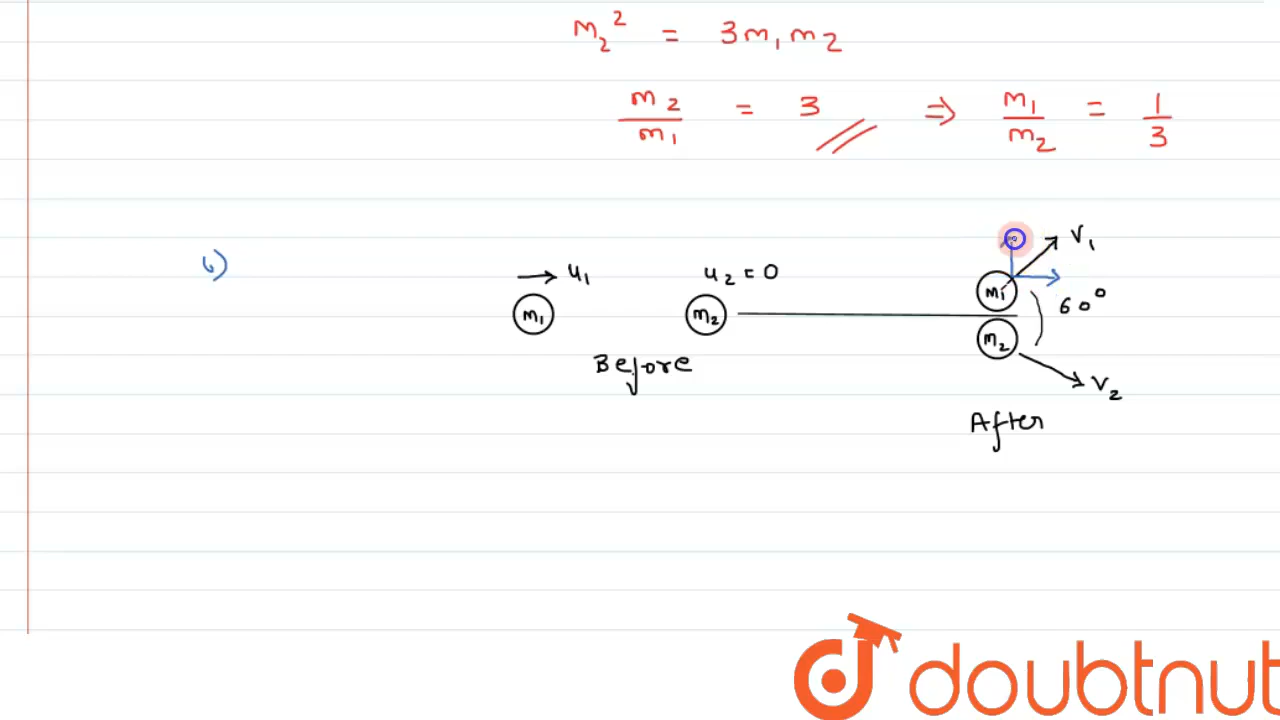 m₂² = 3m₁m₂
m₂/m₁ = 3 ⇒ m₁/m₂ = 1/3
b) → u₁ u₂ = 0 v₁
m₁ m₂ m₁ 60°
m₂
Before v₂
After
doubtnut